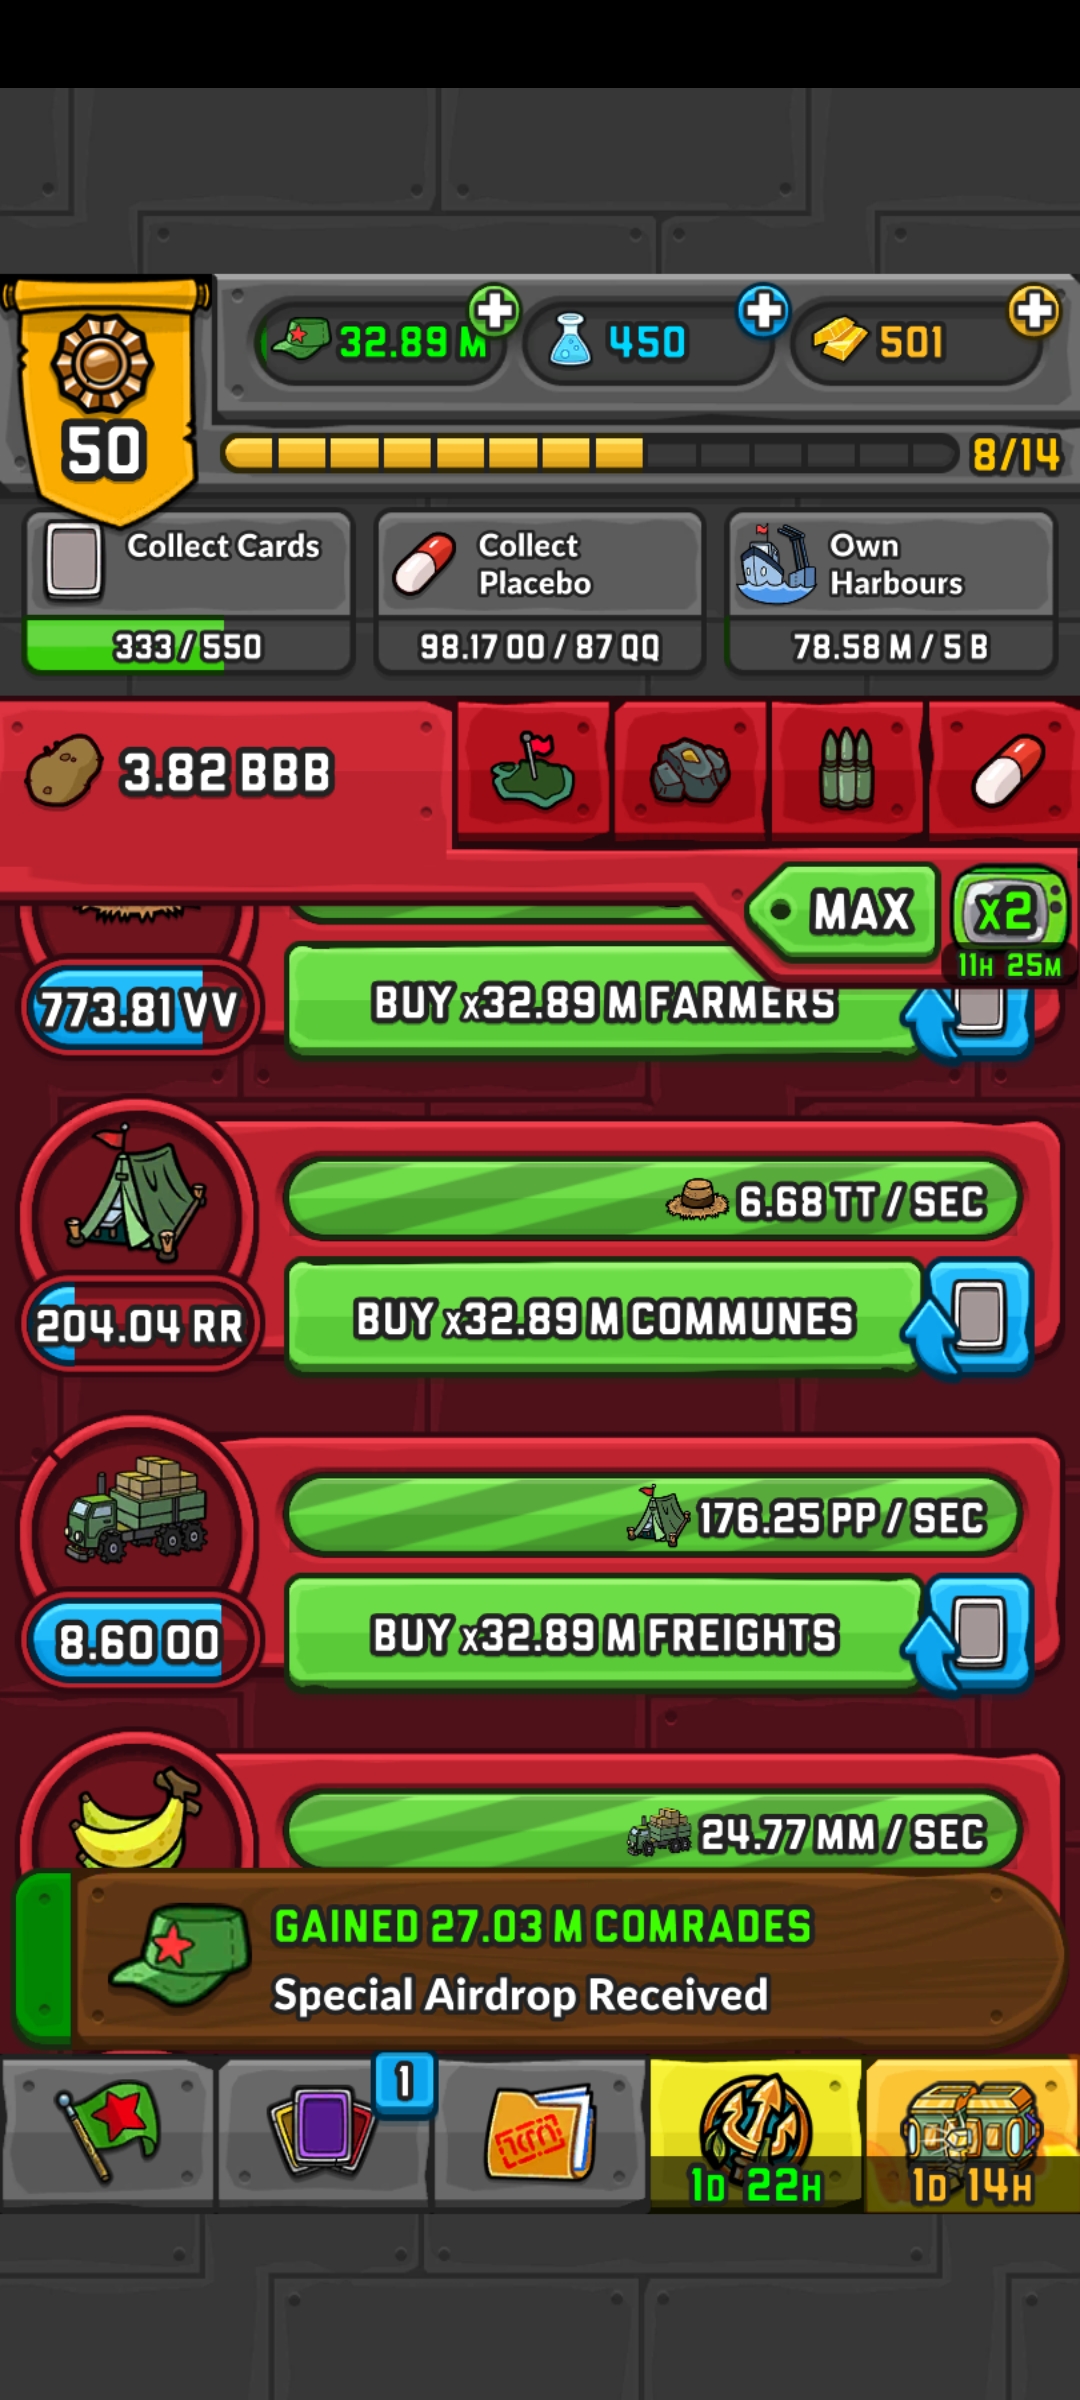 32.89 M
450
501
50
8/14
Collect Cards
333/550
Collect
Placebo
98.17 OO / 87 QQ
Own
Harbours
78.58 M / 5 B
3.82 BBB
MAX
x2
11H 25M
773.81 VV
BUY x32.89 M FARMERS
6.68 TT / SEC
204.04 RR
BUY x32.89 M COMMUNES
176.25 PP / SEC
8.60 OO
BUY x32.89 M FREIGHTS
24.77 MM / SEC
GAINED 27.03 M COMRADES
Special Airdrop Received
1
1D 22H
1D 14H